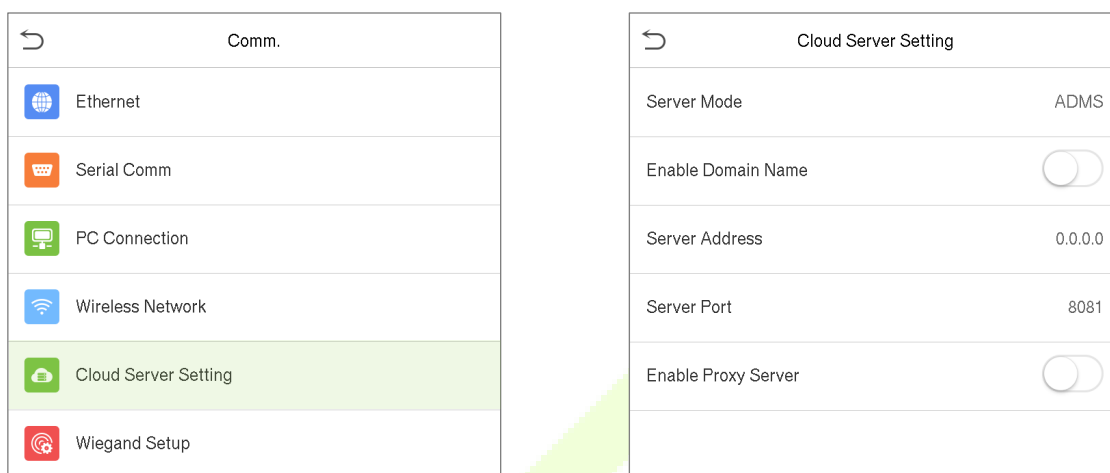 Comm.
Ethernet
Serial Comm
PC Connection
Wireless Network
Cloud Server Setting
Wiegand Setup
Cloud Server Setting
Server Mode ADMS
Enable Domain Name
Server Address 0.0.0.0
Server Port 8081
Enable Proxy Server